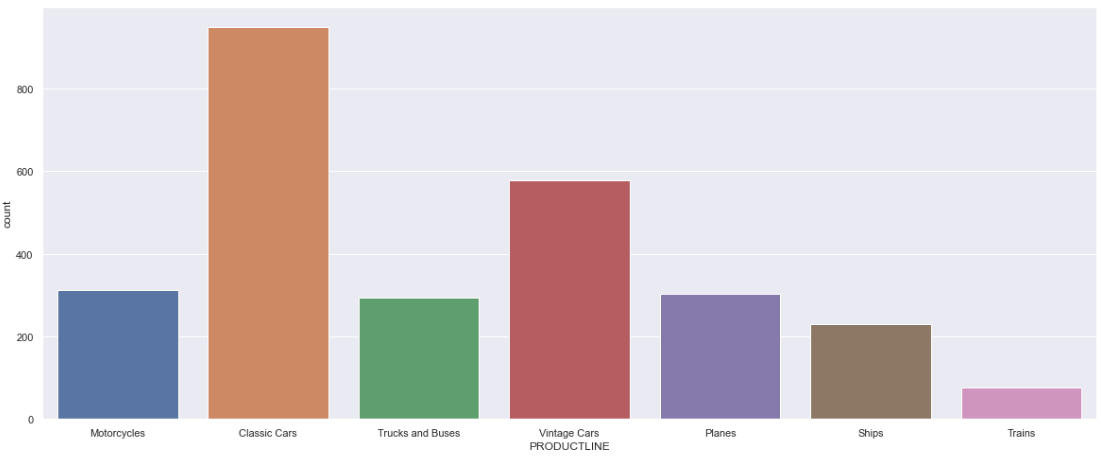 800
600
400
200
0
count
Motorcycles Classic Cars Trucks and Buses Vintage Cars Planes Ships Trains
PRODUCTLINE